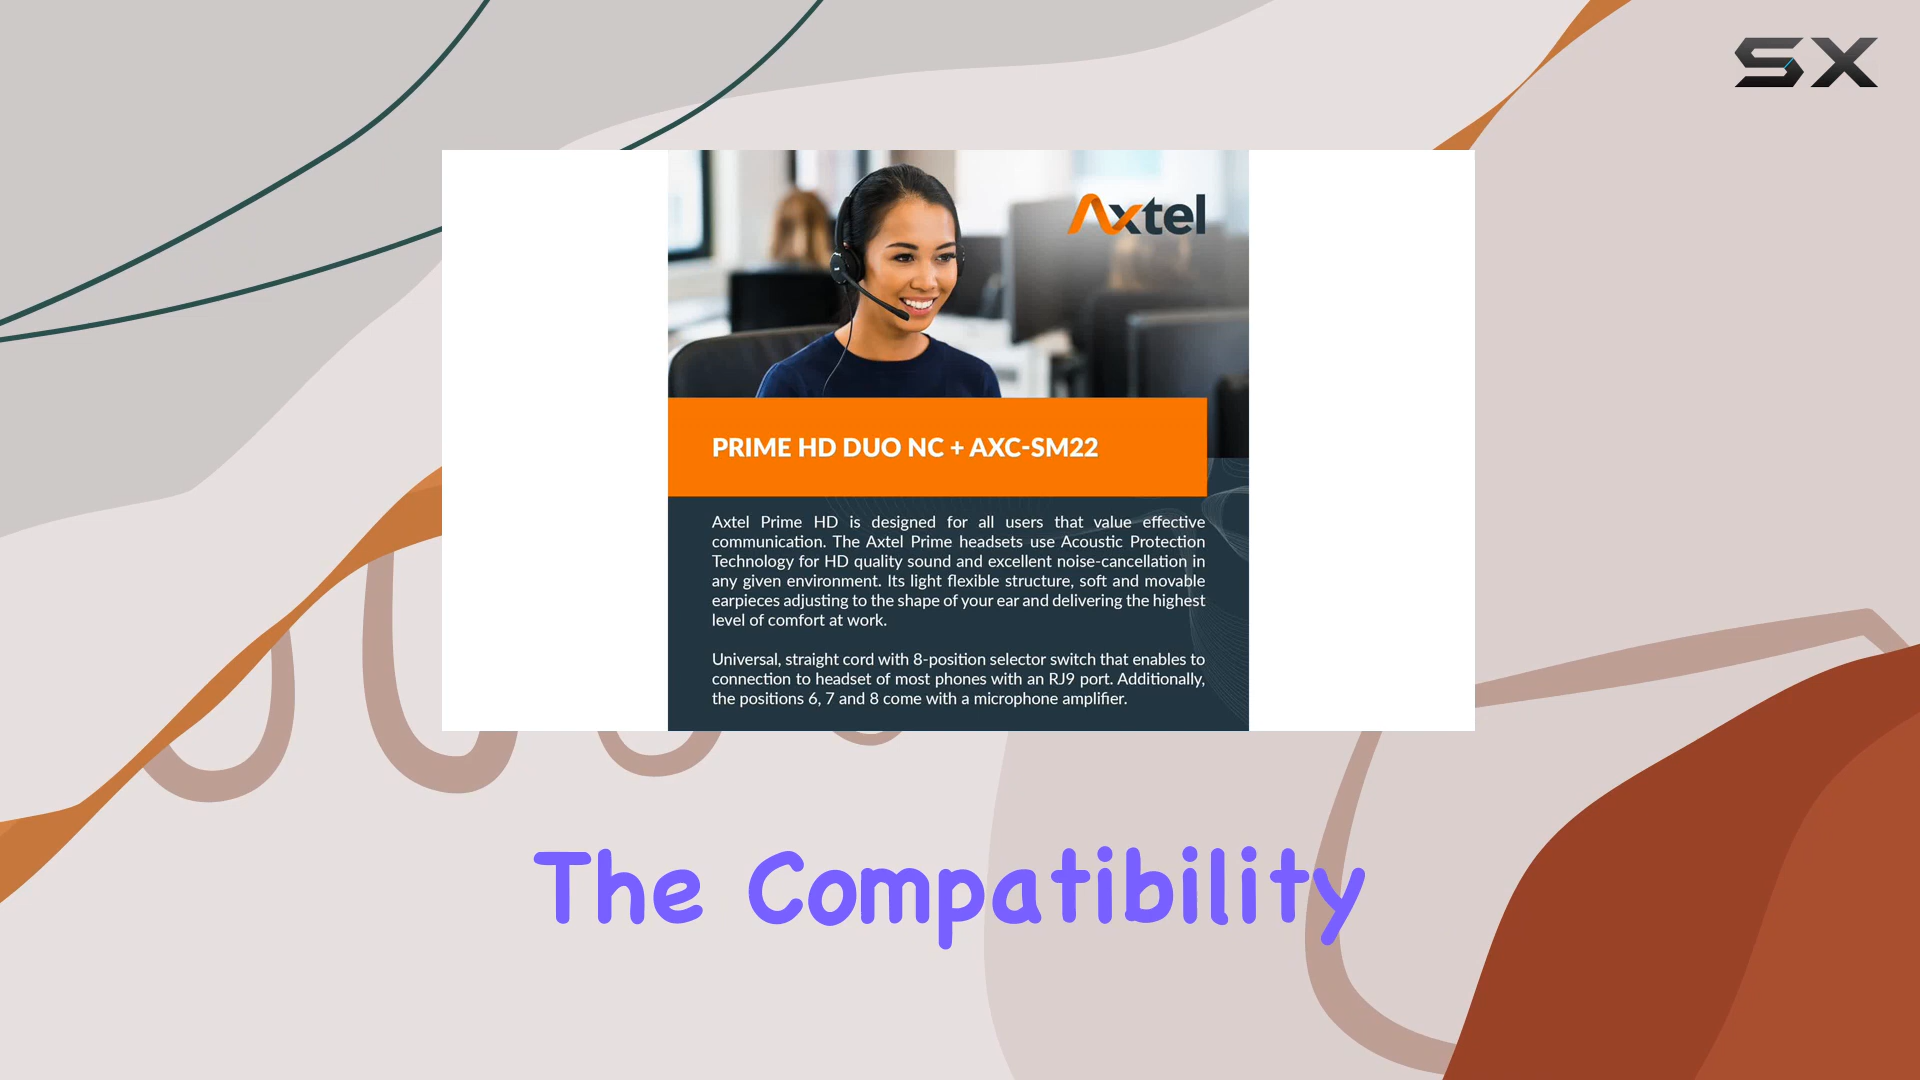 SX
Axtel
PRIME HD DUO NC + AXC-SM22
Axtel Prime HD is designed for all users that value effective
communication. The Axtel Prime headsets use Acoustic Protection
Technology for HD quality sound and excellent noise-cancellation in
any given environment. Its light flexible structure, soft and movable
earpieces adjusting to the shape of your ear and delivering the highest
level of comfort at work.
Universal, straight cord with 8-position selector switch that enables to
connection to headset of most phones with an RJ9 port. Additionally,
the positions 6, 7 and 8 come with a microphone amplifier.
The Compatibility